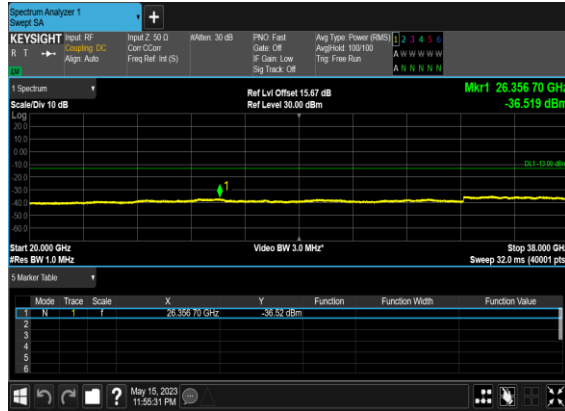 Spectrum Analyzer 1
Swept SA
+
KEYSIGHT Input: RF Input Z: 50 Ω #Atten: 30 dB PNO: Fast Avg Type: Power (RMS) 1 2 3 4 5 6
R T Coupling: DC Corr CCorr Gate: Off Avg|Hold: 100/100 A W W W W W
Align: Auto Freq Ref: Int (S) IF Gain: Low Trig: Free Run
Sig Track: Off A N N N N N
1 Spectrum Ref Lvl Offset 15.67 dB Mkr1 26.356 70 GHz
Scale/Div 10 dB Ref Level 30.00 dBm -36.519 dBm
Log
20.0
10.0
0.00
-10.0 DL1 -13.00 dBm
-20.0
-30.0 1
-40.0
-50.0
-60.0
Start 20.000 GHz Video BW 3.0 MHz* Stop 38.000 GHz
#Res BW 1.0 MHz Sweep 32.0 ms (40001 pts)
5 Marker Table
Mode Trace Scale X Y Function Function Width Function Value
1 N 1 f 26.356 70 GHz -36.52 dBm
2
3
4
5
6
? May 15, 2023
11:55:31 PM